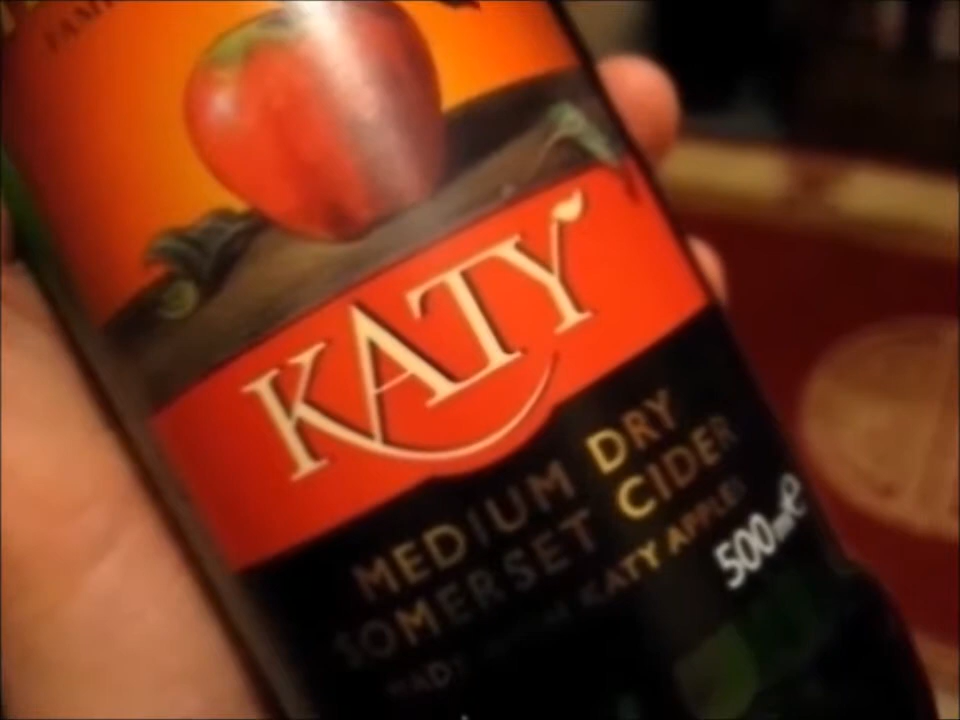 KATY
MEDIUM DRY
SOMERSET CIDER
KATY APPLES
500ml e